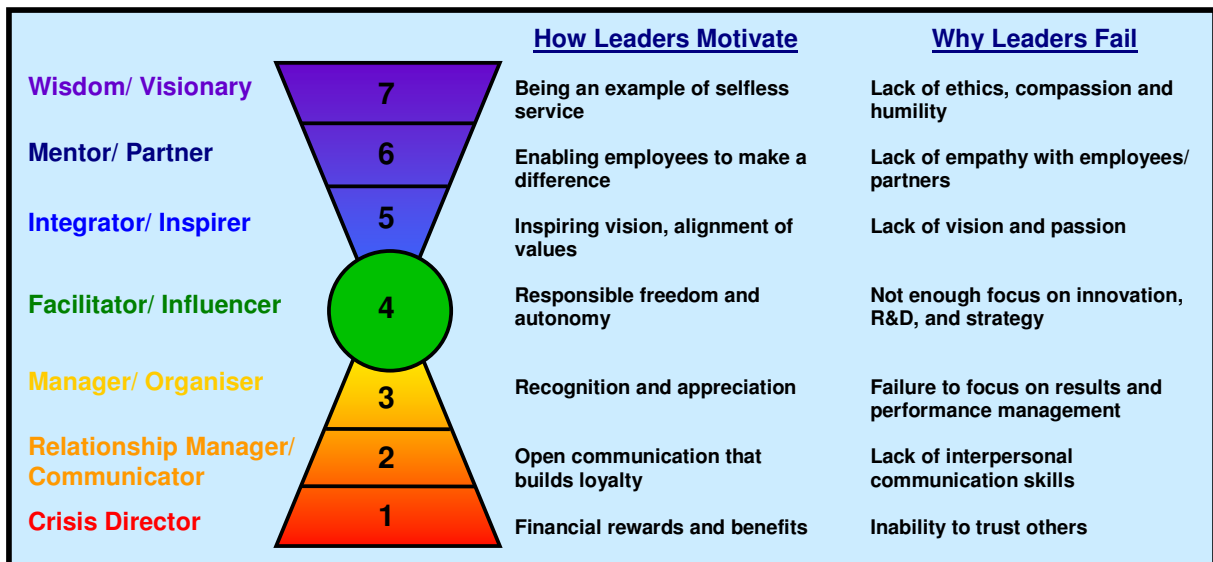 How Leaders Motivate
Why Leaders Fail
Wisdom/ Visionary
7
Being an example of selfless
service
Lack of ethics, compassion and
humility
Mentor/ Partner
6
Enabling employees to make a
difference
Lack of empathy with employees/
partners
Integrator/ Inspirer
5
Inspiring vision, alignment of
values
Lack of vision and passion
Facilitator/ Influencer
4
Responsible freedom and
autonomy
Not enough focus on innovation,
R&D, and strategy
Manager/ Organiser
3
Recognition and appreciation
Failure to focus on results and
performance management
Relationship Manager/
Communicator
2
Open communication that
builds loyalty
Lack of interpersonal
communication skills
Crisis Director
1
Financial rewards and benefits
Inability to trust others